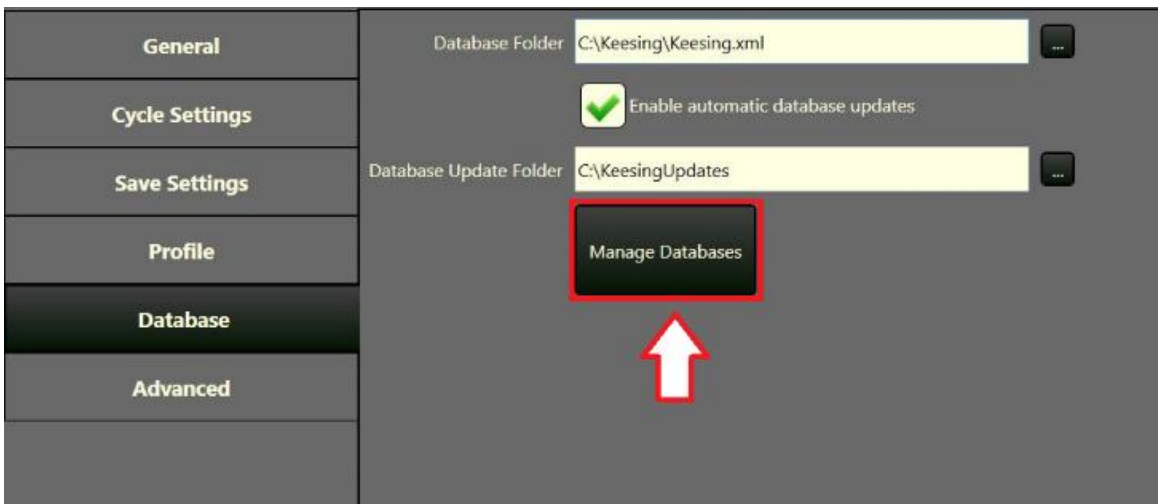 General
Cycle Settings
Save Settings
Profile
Database
Advanced
Database Folder C:\Keesing\Keesing.xml ...
Enable automatic database updates
Database Update Folder C:\KeesingUpdates ...
Manage Databases